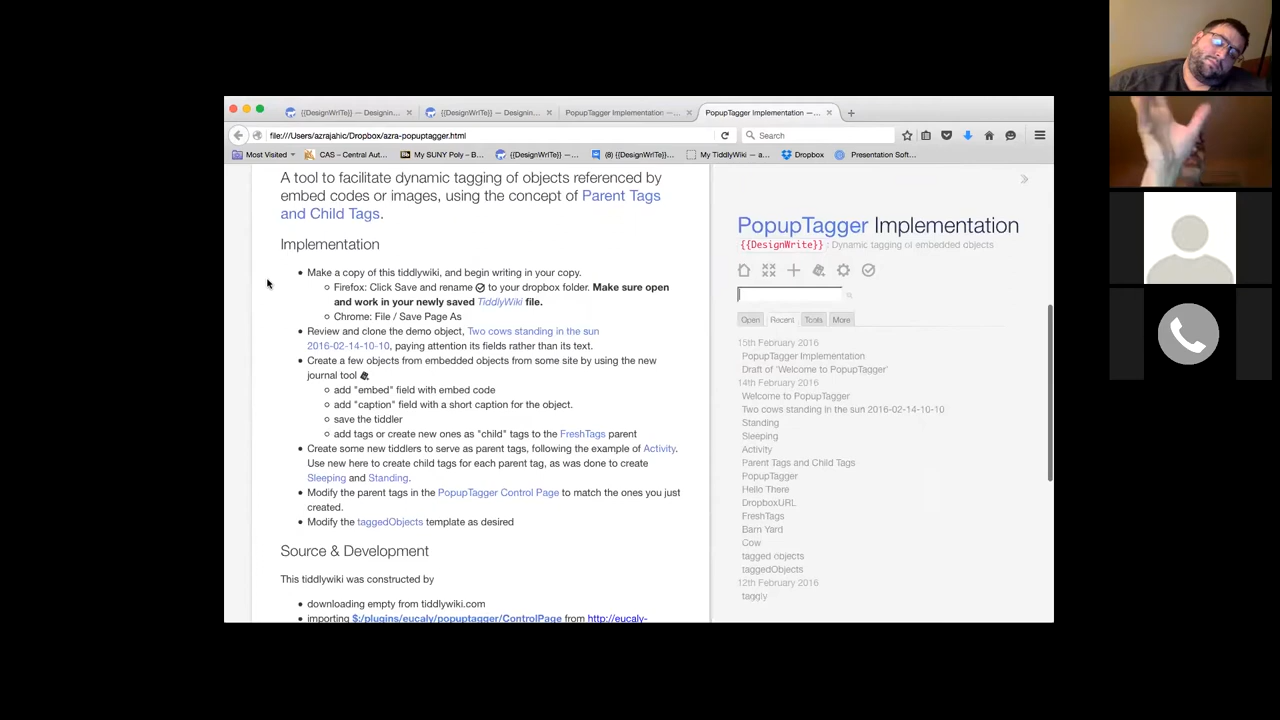 {{DesignWriTe}} — Designin...
{{DesignWriTe}} — Designin...
PopupTagger Implementation —...
PopupTagger Implementation —...
file:///Users/azrajahic/Dropbox/azra-popuptagger.html
Search
Most Visited
CAS – Central Aut...
My SUNY Poly – B...
{{DesignWriTe}} —...
(8) {{DesignWriTe}}...
My TiddlyWiki — a...
Dropbox
Presentation Soft...
A tool to facilitate dynamic tagging of objects referenced by
embed codes or images, using the concept of Parent Tags
and Child Tags.
Implementation
Make a copy of this tiddlywiki, and begin writing in your copy.
Firefox: Click Save and rename to your dropbox folder. Make sure open
and work in your newly saved TiddlyWiki file.
Chrome: File / Save Page As
Review and clone the demo object, Two cows standing in the sun
2016-02-14-10-10, paying attention its fields rather than its text.
Create a few objects from embedded objects from some site by using the new
journal tool
add "embed" field with embed code
add "caption" field with a short caption for the object.
save the tiddler
add tags or create new ones as "child" tags to the FreshTags parent
Create some new tiddlers to serve as parent tags, following the example of Activity.
Use new here to create child tags for each parent tag, as was done to create
Sleeping and Standing.
Modify the parent tags in the PopupTagger Control Page to match the ones you just
created.
Modify the taggedObjects template as desired
Source & Development
This tiddlywiki was constructed by
downloading empty from tiddlywiki.com
importing $:/plugins/eucaly/popuptagger/ControlPage from http://eucaly-
PopupTagger Implementation
{{DesignWrite}} : Dynamic tagging of embedded objects
Open
Recent
Tools
More
15th February 2016
PopupTagger Implementation
Draft of 'Welcome to PopupTagger'
14th February 2016
Welcome to PopupTagger
Two cows standing in the sun 2016-02-14-10-10
Standing
Sleeping
Activity
Parent Tags and Child Tags
PopupTagger
Hello There
DropboxURL
FreshTags
Barn Yard
Cow
tagged objects
taggedObjects
12th February 2016
taggly